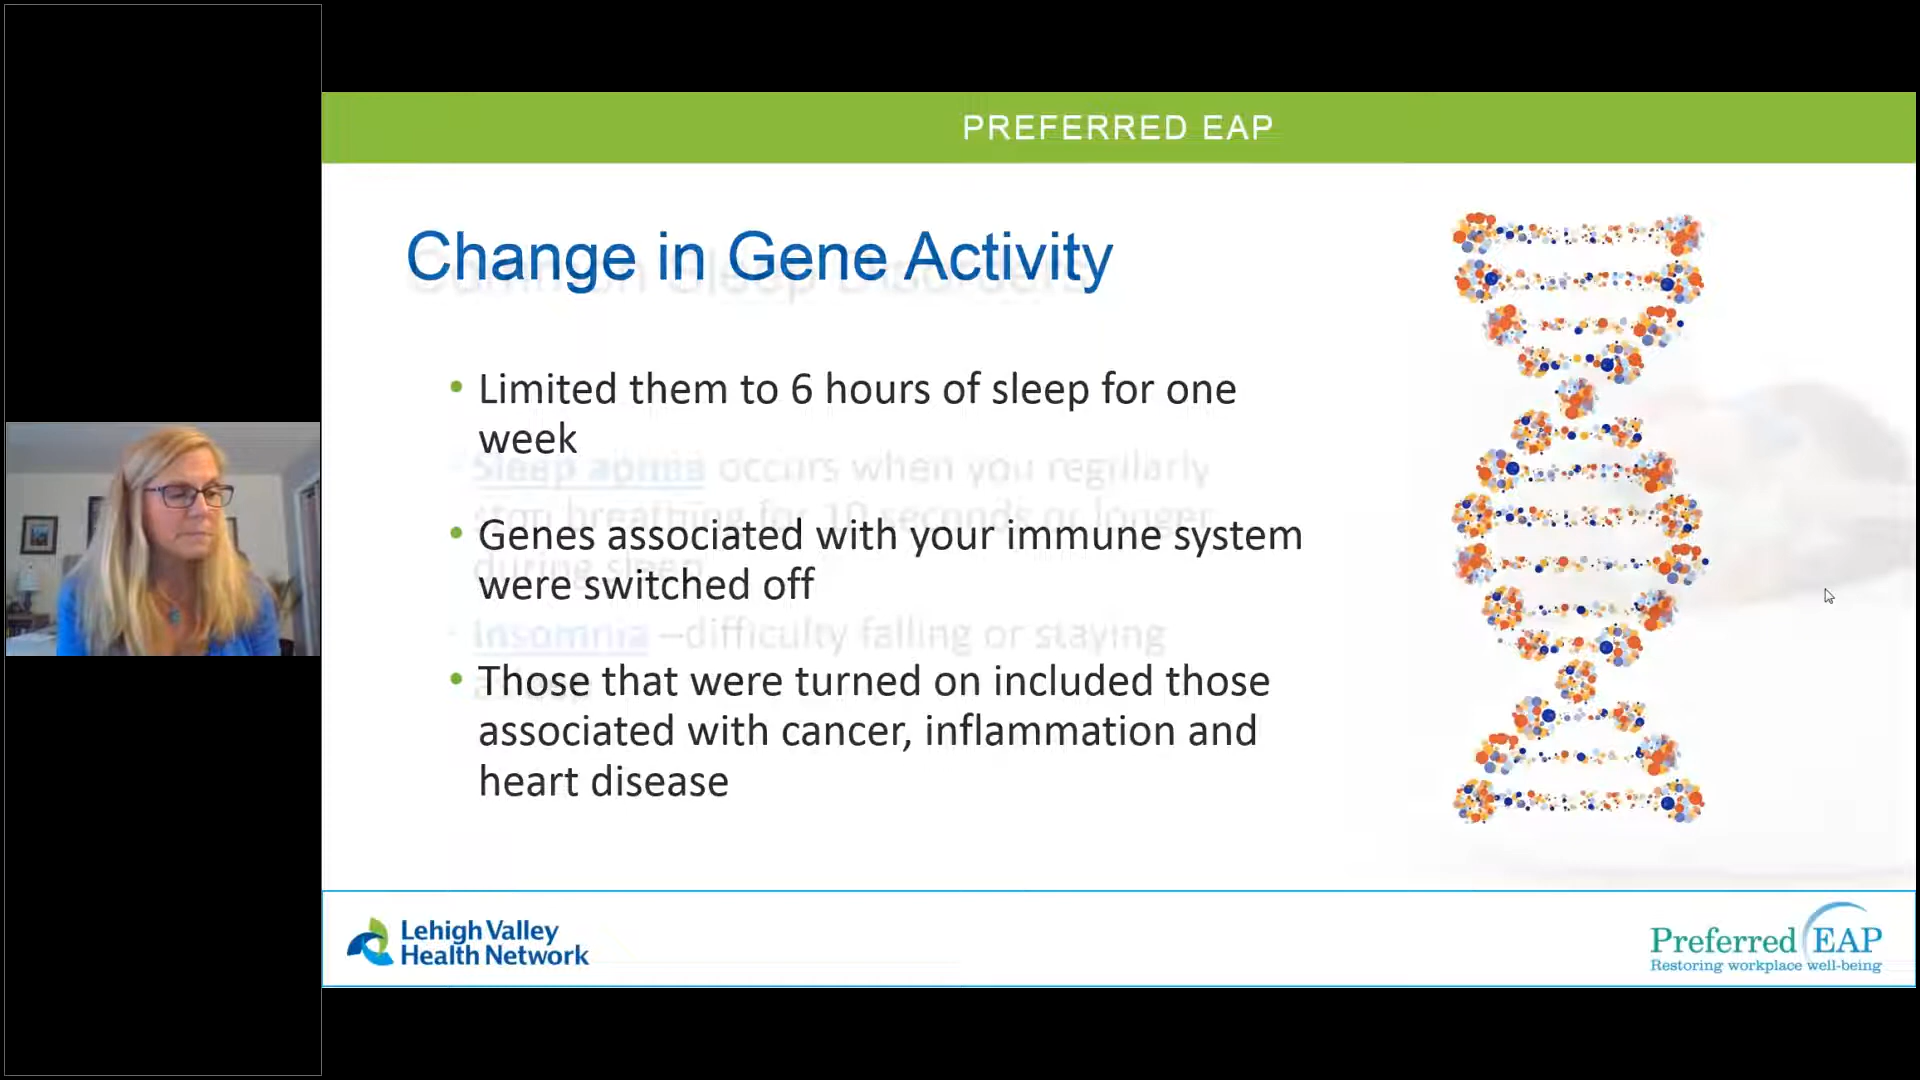 PREFERRED EAP
Change in Gene Activity
Common Sleep Disorders
• Limited them to 6 hours of sleep for one
week
Sleep apnea occurs when you regularly
stop breathing for 10 seconds or longer
• Genes associated with your immune system
during sleep
were switched off
Insomnia –difficulty falling or staying
• Those that were turned on included those
associated with cancer, inflammation and
heart disease
Lehigh Valley
Health Network
Preferred EAP
Restoring workplace well-being